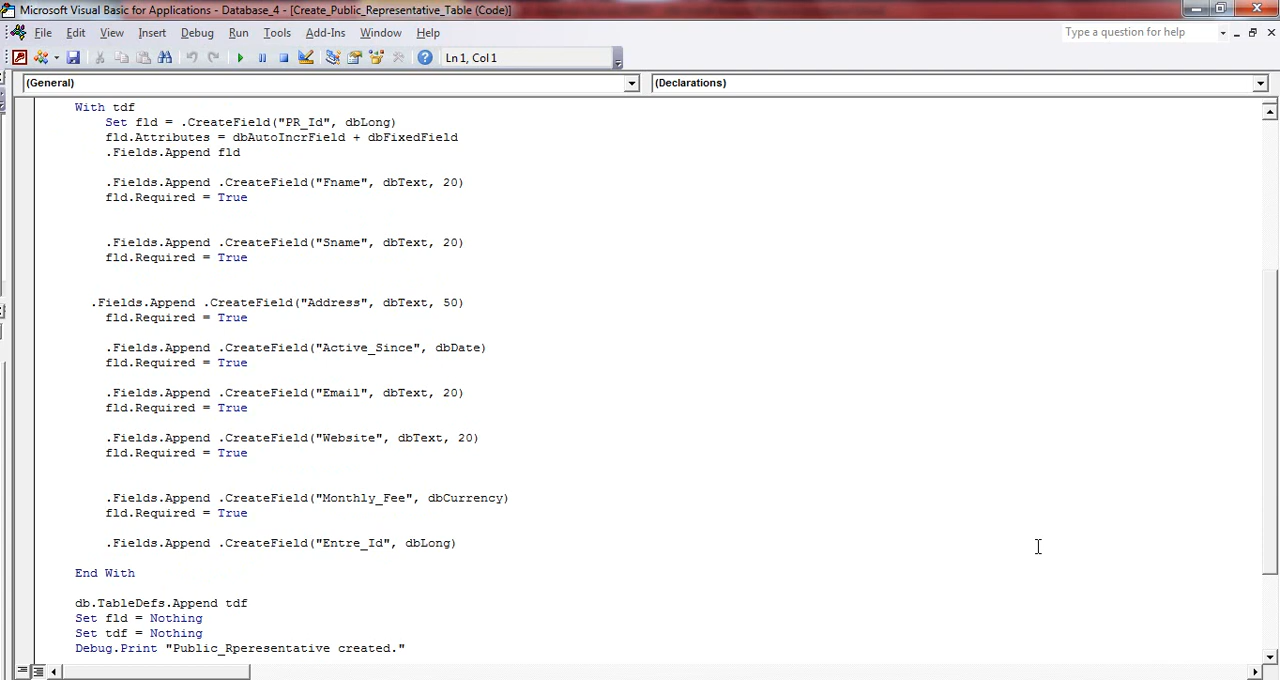 Microsoft Visual Basic for Applications - Database_4 - [Create_Public_Representative_Table (Code)]
File Edit View Insert Debug Run Tools Add-Ins Window Help Type a question for help
Ln 1, Col 1
(General) (Declarations)
With tdf
Set fld = .CreateField("PR_Id", dbLong)
fld.Attributes = dbAutoIncrField + dbFixedField
.Fields.Append fld
.Fields.Append .CreateField("Fname", dbText, 20)
fld.Required = True
.Fields.Append .CreateField("Sname", dbText, 20)
fld.Required = True
.Fields.Append .CreateField("Address", dbText, 50)
fld.Required = True
.Fields.Append .CreateField("Active_Since", dbDate)
fld.Required = True
.Fields.Append .CreateField("Email", dbText, 20)
fld.Required = True
.Fields.Append .CreateField("Website", dbText, 20)
fld.Required = True
.Fields.Append .CreateField("Monthly_Fee", dbCurrency)
fld.Required = True
.Fields.Append .CreateField("Entre_Id", dbLong)
End With
db.TableDefs.Append tdf
Set fld = Nothing
Set tdf = Nothing
Debug.Print "Public_Rperesentative created."